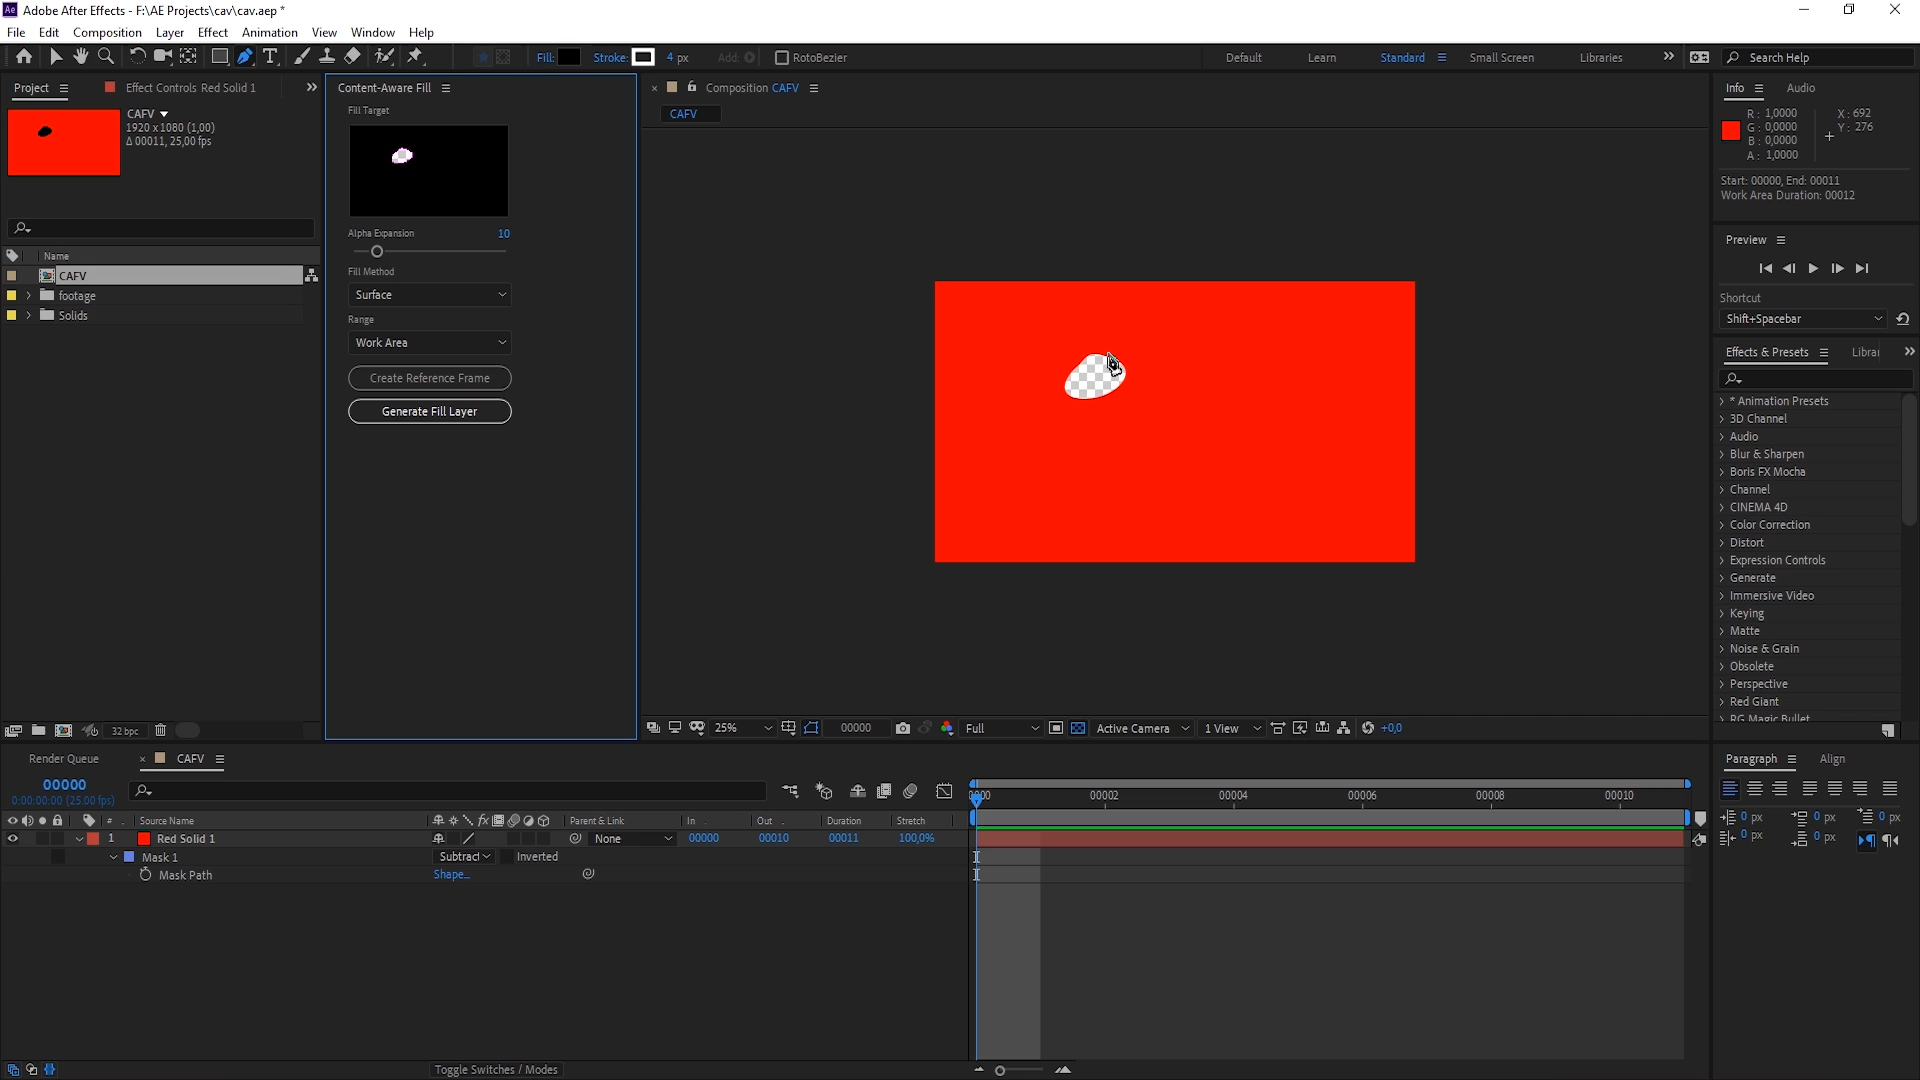 Adobe After Effects - F:\AE Projects\cav\cav.aep *
File Edit Composition Layer Effect Animation View Window Help
Fill: Stroke: 4 px Add: RotoBezier Default Learn Standard Small Screen Libraries Search Help
Project Effect Controls Red Solid 1
CAFV
1920 x 1080 (1,00)
Δ 00011, 25,00 fps
Name
CAFV
footage
Solids
32 bpc
Content-Aware Fill
Fill Target
Alpha Expansion 10
Fill Method
Surface
Range
Work Area
Create Reference Frame
Generate Fill Layer
Composition CAFV
CAFV
25% 00000 Full Active Camera 1 View +0,0
Info Audio
R: 1,0000 X: 692
G: 0,0000 Y: 276
B: 0,0000
A: 1,0000
Start: 00000, End: 00011
Work Area Duration: 00012
Preview
Shortcut
Shift+Spacebar
Effects & Presets Librai
* Animation Presets
3D Channel
Audio
Blur & Sharpen
Boris FX Mocha
Channel
CINEMA 4D
Color Correction
Distort
Expression Controls
Generate
Immersive Video
Keying
Matte
Noise & Grain
Obsolete
Perspective
Red Giant
RG Magic Bullet
Render Queue CAFV
00000
0:00:00:00 (25.00 fps)
# Source Name Parent & Link In Out Duration Stretch
1 Red Solid 1 None 00000 00010 00011 100,0%
Mask 1 Subtract Inverted
Mask Path Shape...
00002 00004 00006 00008 00010
Toggle Switches / Modes
Paragraph Align
0 px 0 px 0 px
0 px 0 px